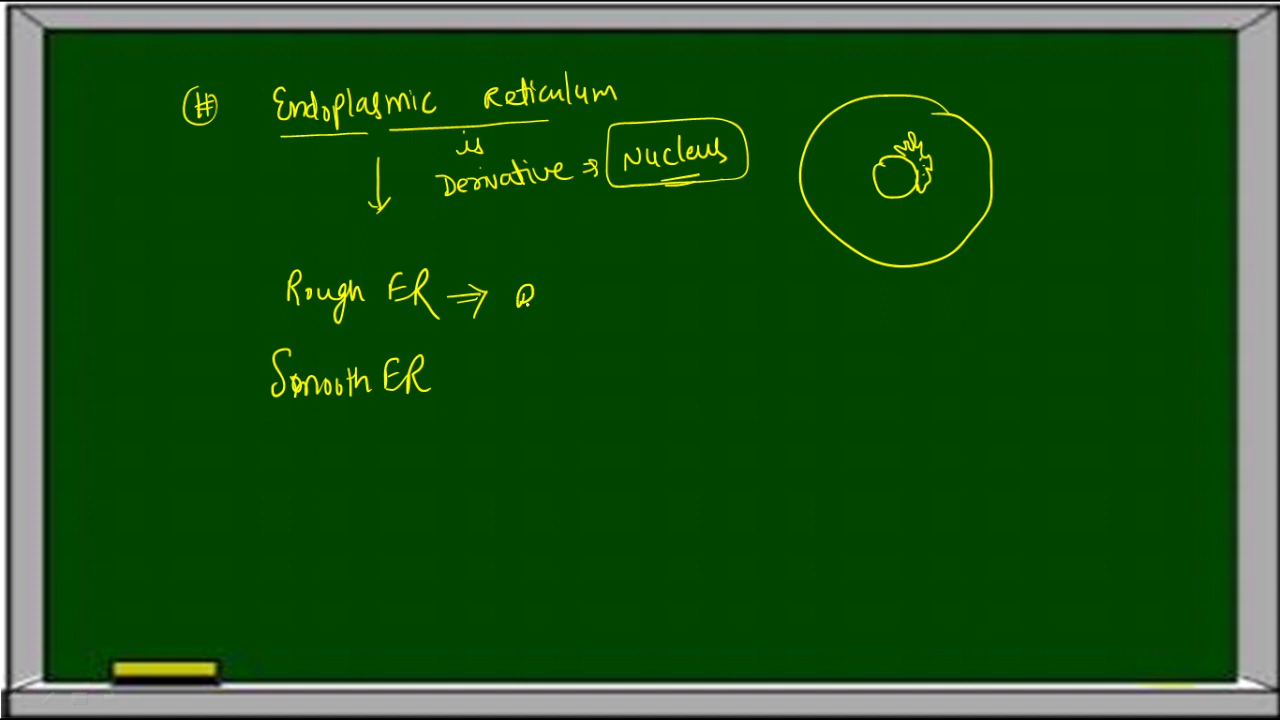 # Endoplasmic Reticulum
is
Derivative ⇒ Nucleus
Rough ER ⇒ R
Smooth ER